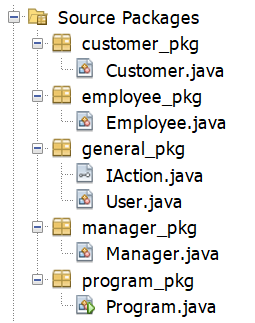 Source Packages
customer_pkg
Customer.java
employee_pkg
Employee.java
general_pkg
IAction.java
User.java
manager_pkg
Manager.java
program_pkg
Program.java